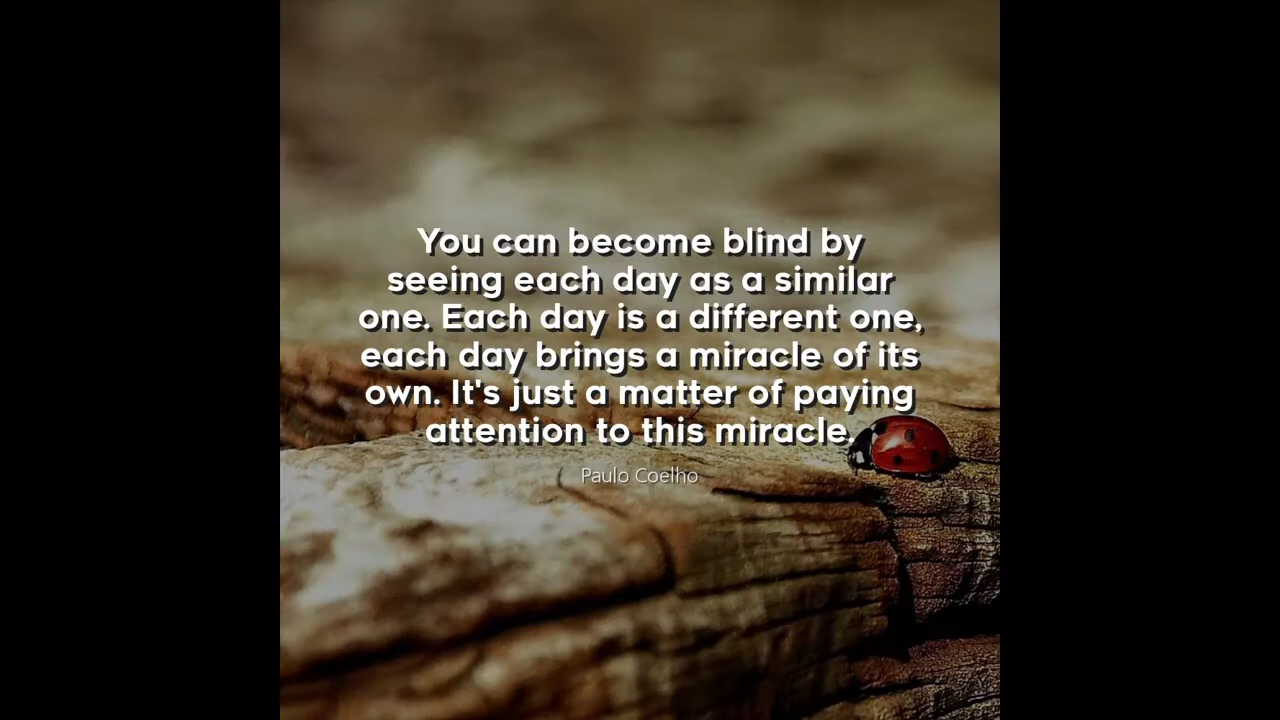 You can become blind by
seeing each day as a similar
one. Each day is a different one,
each day brings a miracle of its
own. It's just a matter of paying
attention to this miracle.
Paulo Coelho